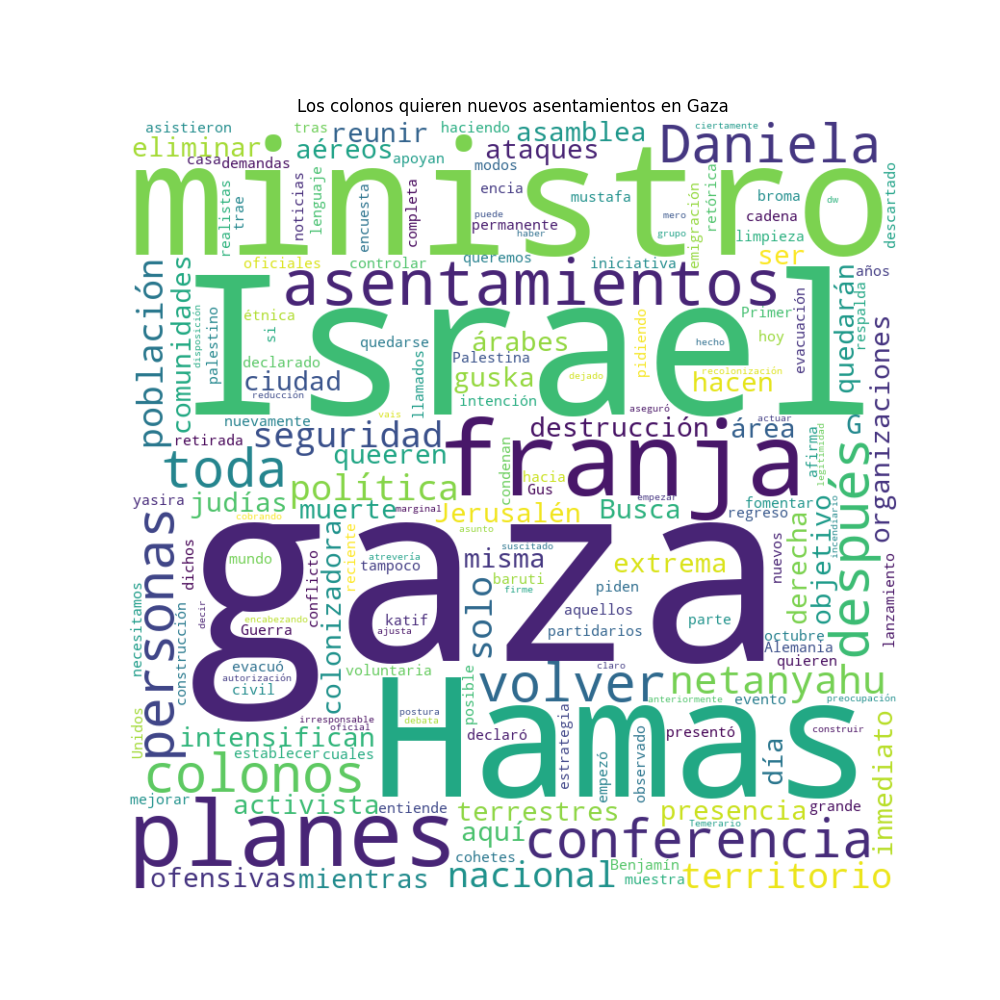 Los colonos quieren nuevos asentamientos en Gaza
asistieron
tras
reunir
haciendo
asamblea
ciertamente
Daniela
eliminar
aéreos
apoyan
ataques
casa
demandas
modos
ministro
realistas
trae
noticias
lenguaje
encuesta
completa
encia
mustafa
broma
dw
puede
permanente
mero
cadena
haber
grupo
limpieza
emigración
retórica
descartado
queremos
ser
oficiales
controlar
iniciativa
años
población
comunidades
asentamientos
Israel
disposición
palestino
étnica
si
Primer
respalda
quedarán
evacuación
pidiendo
hoy
quedarse
árabes
hecho
declarado
Palestina
llamados
ciudad
guska
dejado
recolonización
hacen
reducción
intención
vais
aseguró
actuar
nuevamente
destrucción
área
G
organizaciones
retirada
seguridad
franja
queeren
condenan
afirma
legitimidad
toda
hacia
después
política
Gus
empezar
fomentar
yasira
judías
muerte
marginal
Jerusalén
Busca
regreso
incendiario
cobrando
asunto
personas
gaza
dichos
mundo
conflicto
reciente
atrevería
suscitado
misma
extrema
nuevos
derecha
objetivo
lanzamiento
tampoco
baruti
firme
piden
solo
colonizadora
necesitamos
construcción
decir
encabezando
katif
aquellos
parte
Guerra
ajusta
partidarios
octubre
Alemania
evacuó
claro
quieren
autorización
voluntaria
civil
volver
netanyahu
posible
anteriormente
preocupación
Unidos
irresponsable
postura
evento
oficial
debata
intensifican
Hamas
declaró
presentó
construir
establecer
cuales
estrategia
empezó
observado
día
inmediato
colonos
mejorar
activista
entiende
terrestres
presencia
grande
planes
aquí
Temerario
conferencia
cohetes
Benjamín
ofensivas
mientras
nacional
muestra
territorio